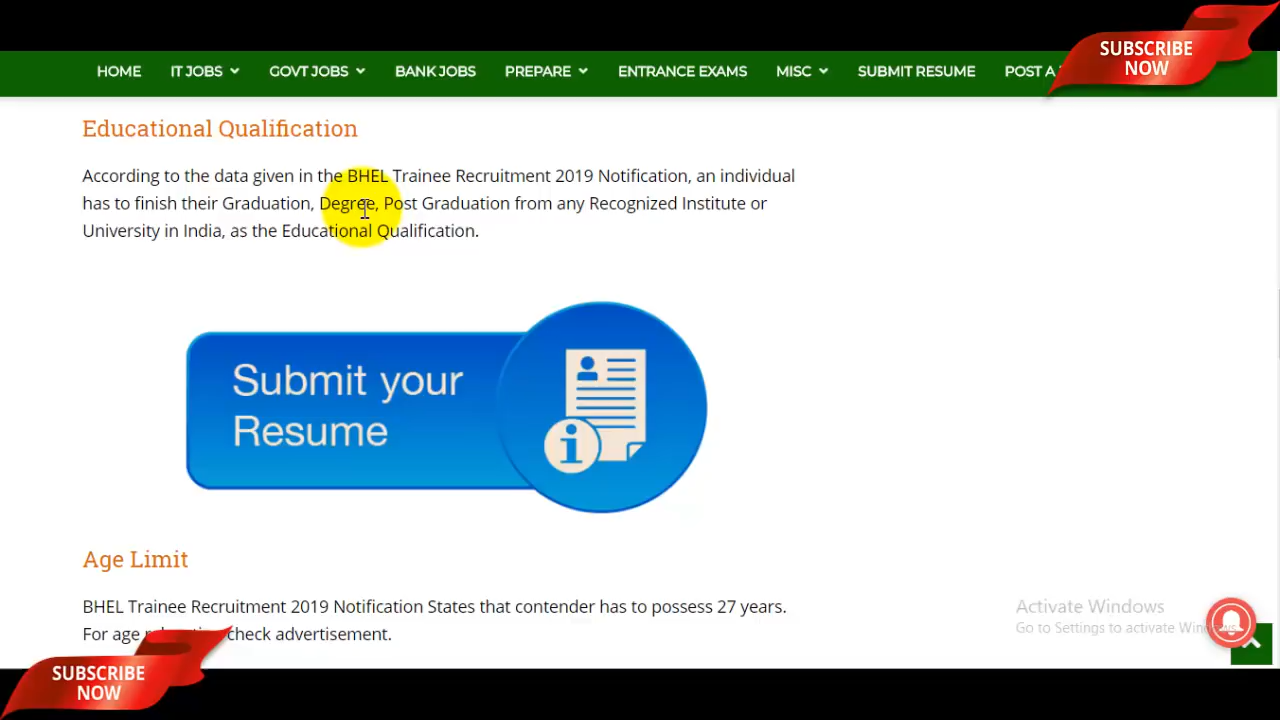 SUBSCRIBE
NOW
HOME IT JOBS GOVT JOBS BANK JOBS PREPARE ENTRANCE EXAMS MISC SUBMIT RESUME POST A
Educational Qualification
According to the data given in the BHEL Trainee Recruitment 2019 Notification, an individual
has to finish their Graduation, Degree, Post Graduation from any Recognized Institute or
University in India, as the Educational Qualification.
Submit your
Resume
Age Limit
BHEL Trainee Recruitment 2019 Notification States that contender has to possess 27 years.
For age check advertisement.
Activate Windows
Go to Settings to activate Windows.
SUBSCRIBE
NOW